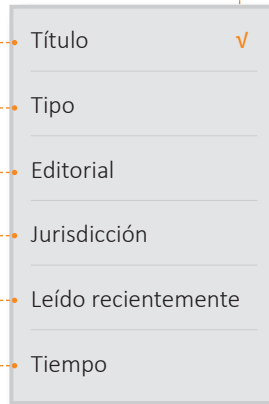 Título √
Tipo
Editorial
Jurisdicción
Leído recientemente
Tiempo